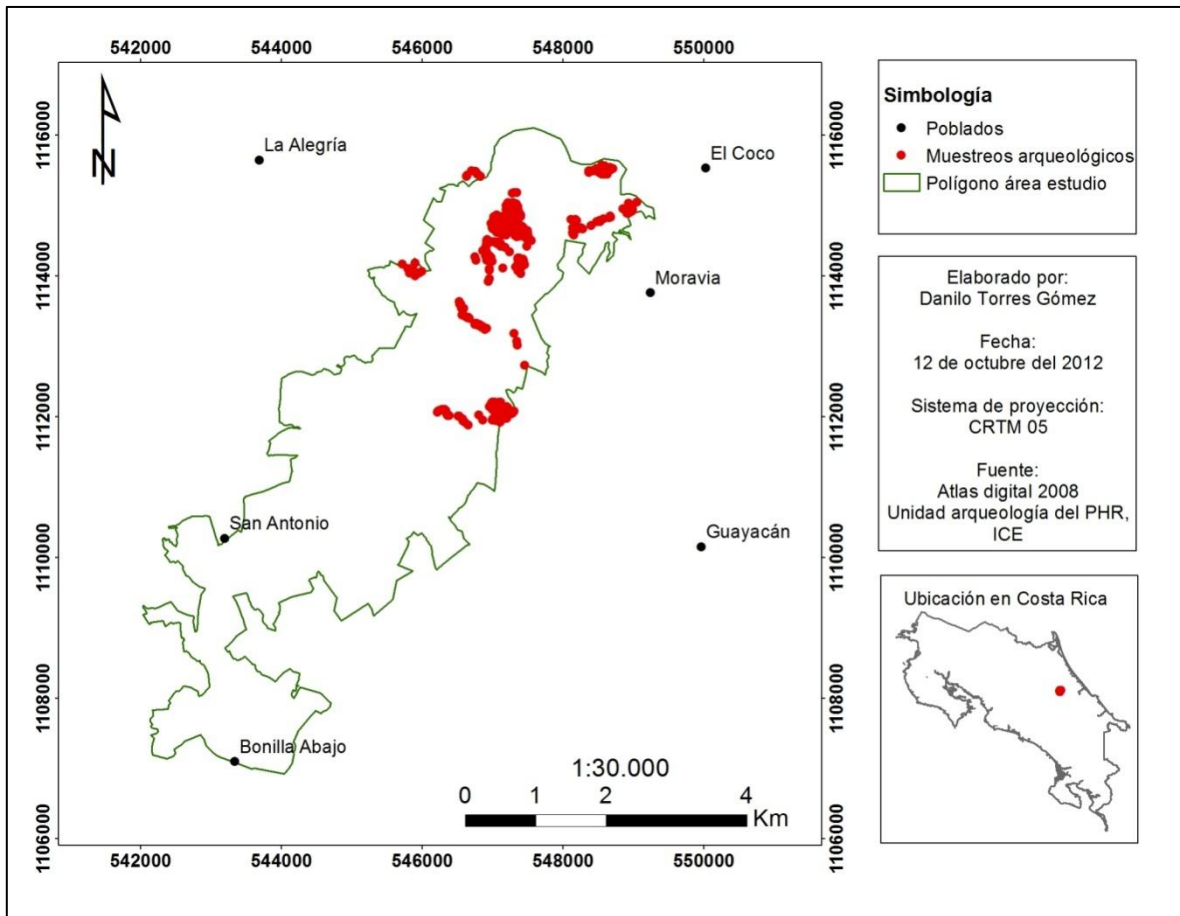 542000 544000 546000 548000 550000
1116000
1114000
1112000
1110000
1108000
1106000
N
La Alegría
El Coco
Moravia
San Antonio
Guayacán
Bonilla Abajo
1:30.000
0 1 2 4
Km
1116000
1114000
1112000
1110000
1108000
1106000
542000 544000 546000 548000 550000
Simbología
Poblados
Muestreos arqueológicos
Polígono área estudio
Elaborado por:
Danilo Torres Gómez
Fecha:
12 de octubre del 2012
Sistema de proyección:
CRTM 05
Fuente:
Atlas digital 2008
Unidad arqueología del PHR,
ICE
Ubicación en Costa Rica